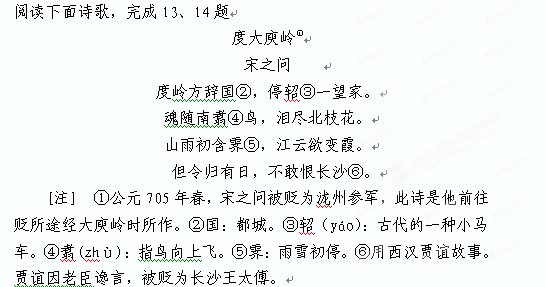 阅读下面诗歌，完成13、14题
度大庾岭①
宋之问
度岭方辞国②，停轺③一望家。
魂随南翥④鸟，泪尽北枝花。
山雨初含霁⑤，江云欲变霞。
但令归有日，不敢恨长沙⑥。
［注］ ①公元705年春，宋之问被贬为泷州参军，此诗是他前往
贬所途经大庾岭时所作。②国：都城。③轺（yáo）：古代的一种小马
车。④翥(zhù)：指鸟向上飞。⑤霁：雨雪初停。⑥用西汉贾谊故事。
贾谊因老臣谗言，被贬为长沙王太傅。